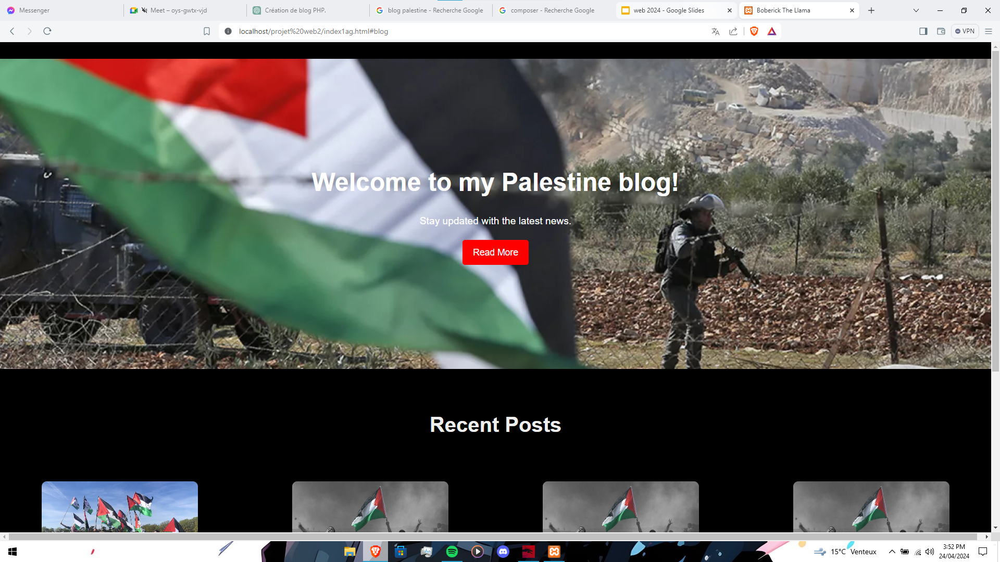 Messenger
Meet – oys-gwtx-vjd
Création de blog PHP.
blog palestine - Recherche Google
composer - Recherche Google
web 2024 - Google Slides
Boberick The Llama
localhost/projet%20web2/index1ag.html#blog
VPN
Welcome to my Palestine blog!
Stay updated with the latest news.
Read More
Recent Posts
15°C Venteux
3:52 PM
24/04/2024